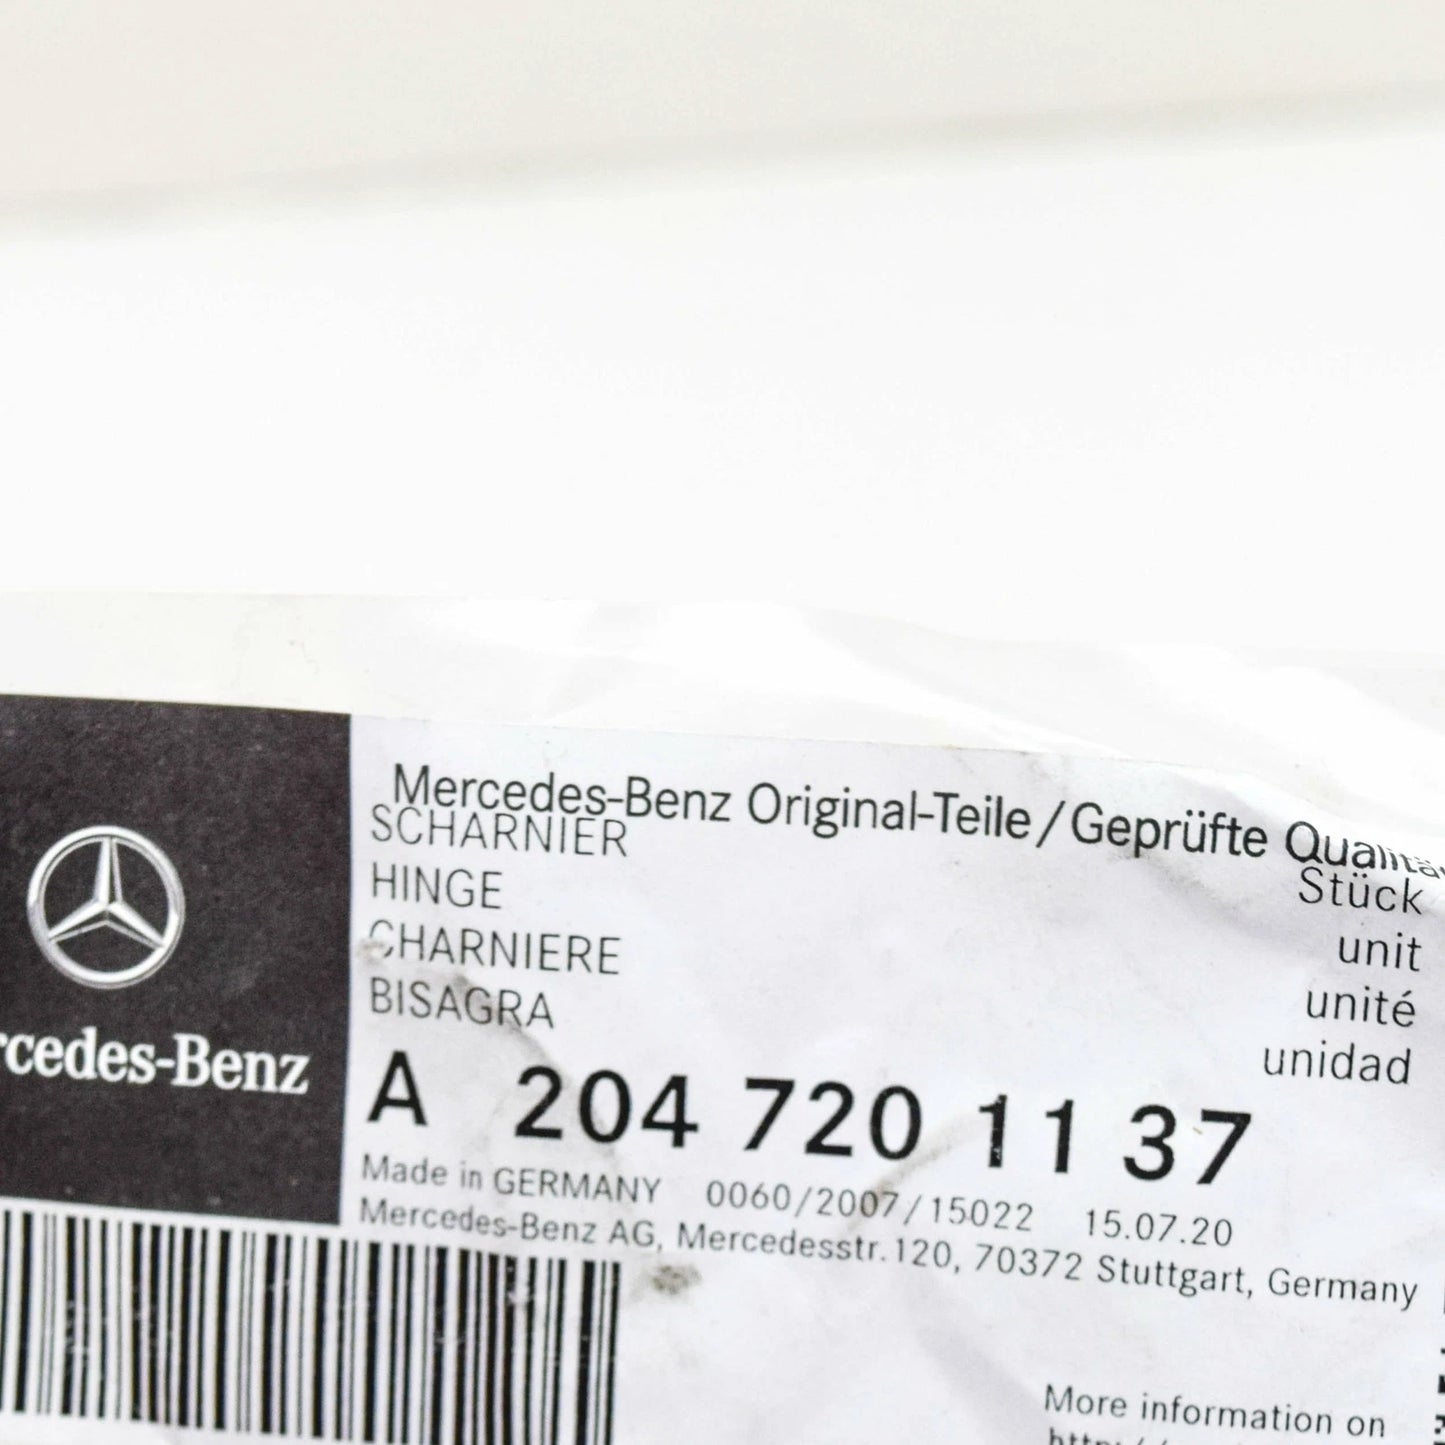 Mercedes-Benz Original-Teile / Geprüfte
SCHARNIER
Stück
HINGE
unit
CHARNIERE
unité
BISAGRA
unidad
A 204 720 11 37
rcedes-Benz
Made in GERMANY 0060/2007/15022 15.07.20
Mercedes-Benz AG, Mercedesstr. 120, 70372 Stuttgart, Germany
More information on